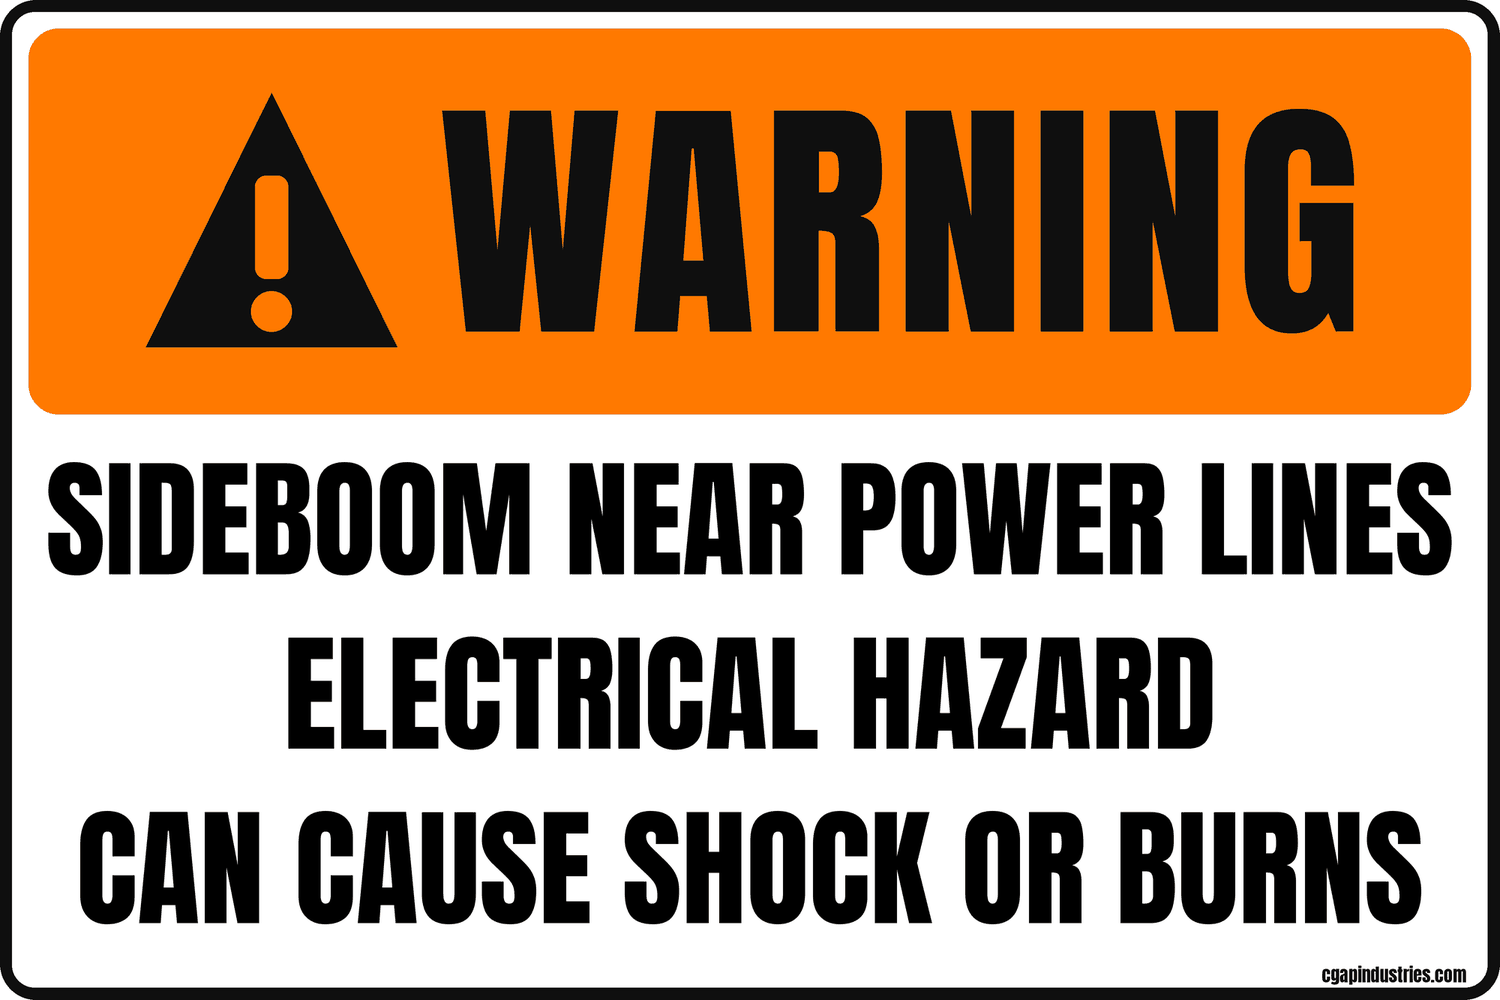 WARNING
SIDEBOOM NEAR POWER LINES
ELECTRICAL HAZARD
CAN CAUSE SHOCK OR BURNS
cgapindustries.com